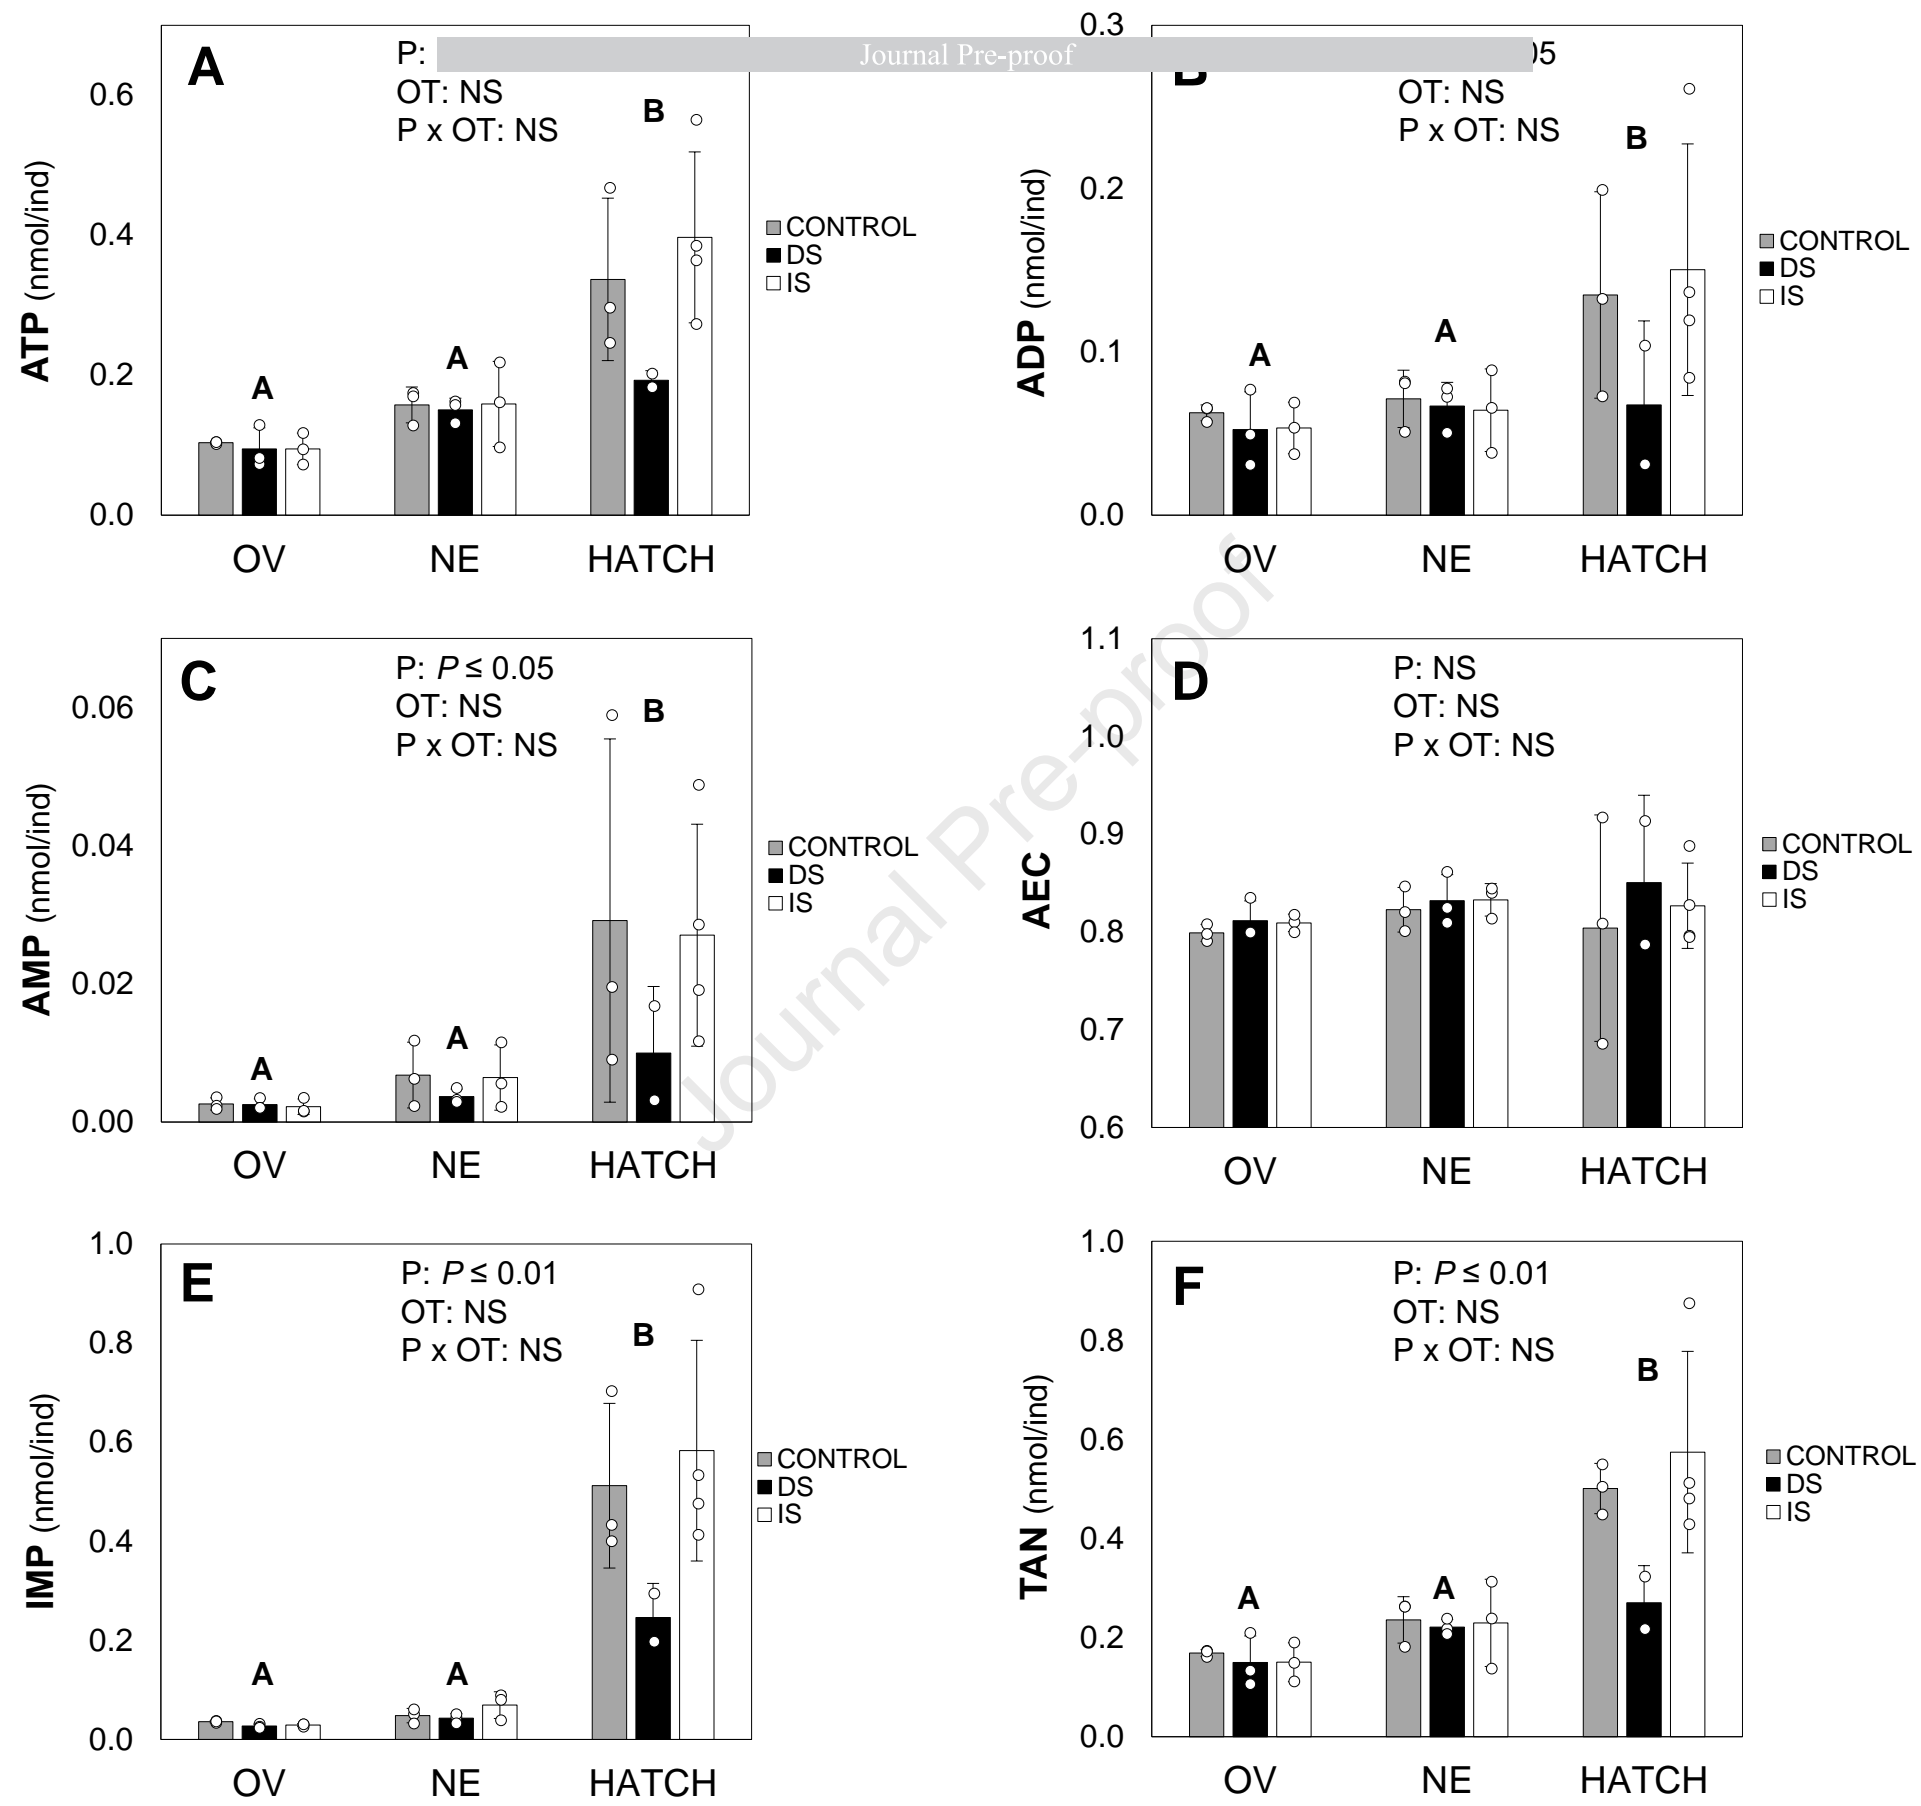 Journal Pre-proof
A
P:
OT: NS
P x OT: NS
0.6
0.4
0.2
0.0
ATP (nmol/ind)
A
A
B
CONTROL
DS
IS
OV
NE
HATCH
05
OT: NS
P x OT: NS
0.3
0.2
0.1
0.0
ADP (nmol/ind)
A
A
B
CONTROL
DS
IS
OV
NE
HATCH
C
P: P ≤ 0.05
OT: NS
P x OT: NS
0.06
0.04
0.02
0.00
AMP (nmol/ind)
A
A
B
CONTROL
DS
IS
OV
NE
HATCH
D
P: NS
OT: NS
P x OT: NS
1.1
1.0
0.9
0.8
0.7
0.6
AEC
CONTROL
DS
IS
OV
NE
HATCH
E
P: P ≤ 0.01
OT: NS
P x OT: NS
1.0
0.8
0.6
0.4
0.2
0.0
IMP (nmol/ind)
A
A
B
CONTROL
DS
IS
OV
NE
HATCH
F
P: P ≤ 0.01
OT: NS
P x OT: NS
1.0
0.8
0.6
0.4
0.2
0.0
TAN (nmol/ind)
A
A
B
CONTROL
DS
IS
OV
NE
HATCH
Journal Pre-proof